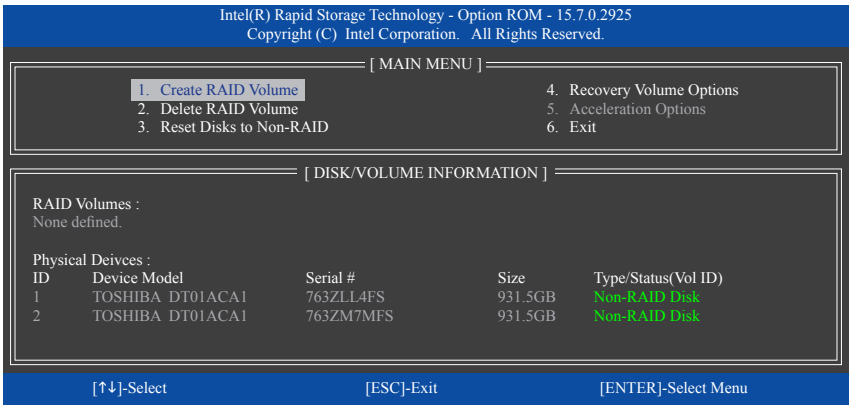 Intel(R) Rapid Storage Technology - Option ROM - 15.7.0.2925
Copyright (C) Intel Corporation. All Rights Reserved.
[ MAIN MENU ]
1. Create RAID Volume
2. Delete RAID Volume
3. Reset Disks to Non-RAID
4. Recovery Volume Options
5. Acceleration Options
6. Exit
[ DISK/VOLUME INFORMATION ]
RAID Volumes :
None defined.
Physical Deivces :
ID Device Model Serial # Size Type/Status(Vol ID)
1 TOSHIBA DT01ACA1 763ZLL4FS 931.5GB Non-RAID Disk
2 TOSHIBA DT01ACA1 763ZM7MFS 931.5GB Non-RAID Disk
[↑↓]-Select [ESC]-Exit [ENTER]-Select Menu